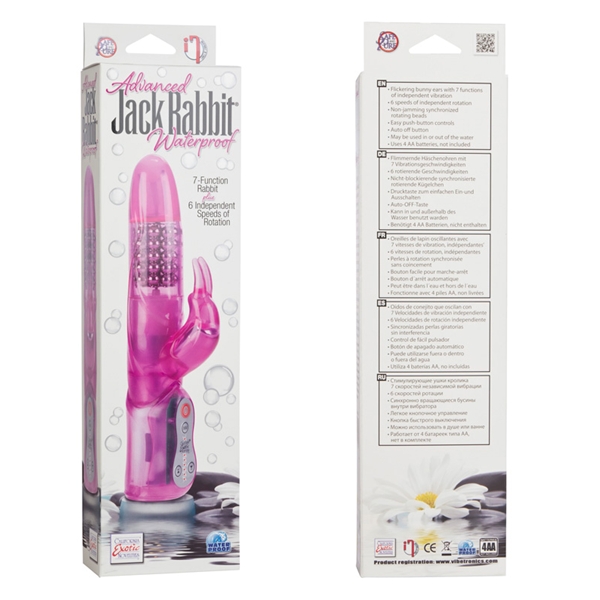 Advanced
Jack Rabbit®
Waterproof
7-Function
Rabbit
plus
6 Independent
Speeds of
Rotation
California
Exotic
Novelties
WATER
PROOF
EN
• Flickering bunny ears with 7 functions
of independent vibration
• 6 speeds of independent rotation
• Non-jamming synchronized
rotating beads
• Easy push-button controls
• Auto off button
• May be used in or out of the water
• Uses 4 AA batteries, not included
DE
• Flimmernde Häschenohren mit
7 Vibrationsgeschwindigkeiten
• 6 rotierende Geschwindigkeiten
• Nicht blockierende synchronisierte
rotierende Kügelchen
• Drucktaste zum einfachen Ein und
Ausschalten
• Auto-OFF-Taste
• Kann in und außerhalb des
Wasser benutzt warden
• Benötigt 4 AA Batterien, nicht enthalten
FR
• Oreilles de lapin oscillantes avec
7 vitesses de vibration, indépendantes
• 6 vitesses de rotation, indépendantes
• Perles à rotation synchronisée
sans coincement
• Bouton facile pour marche-arrêt
• Bouton d'arrêt automatique
• Peut être dans l'eau et hors de l'eau
• Fonctionne avec 4 piles AA, non livrées
ES
• Oídos de conejito que oscilan con
7 Velocidades de vibración independiente
• 6 Velocidades de rotación independiente
• Sincronizadas perlas giratorias
sin interferencia
• Control de fácil pulsador
• Botón de apagado automático
• Puede utilizarse fuera o dentro
o fuera del agua
• Utiliza 4 baterías AA, no incluidas
RU
• Стимулирующие ушки кролика
7 скоростей независимой вибрации
• 6 скоростей ротации
• Синхронно вращающиеся бусины
внутри вибратора
• Легкое кнопочное управление
• Кнопка быстрого выключения
• Можно использовать в душе или ванне
• Работает от 4 батареек типа AA,
нет в комплекте
California
Exotic
Novelties
CE
WATER
PROOF
4AA
www.vibetronics.com